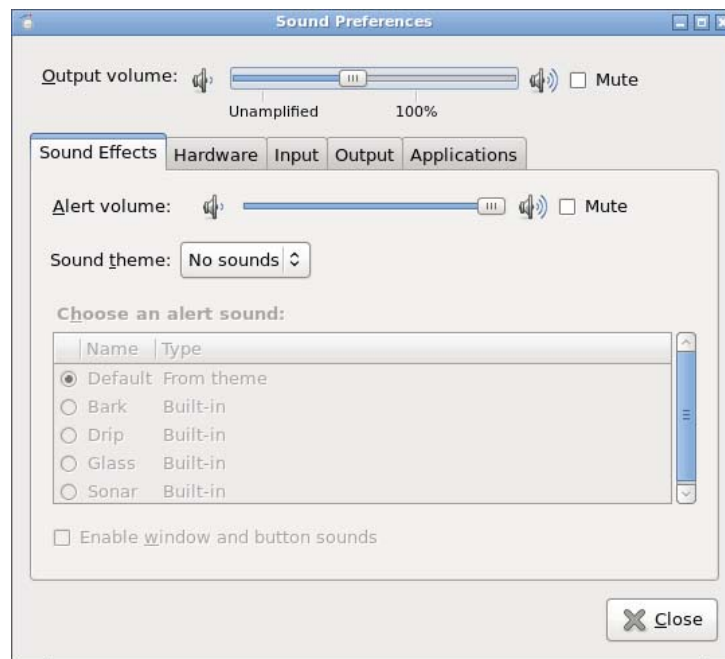 Sound Preferences
Output volume: Mute
Unamplified 100%
Sound Effects Hardware Input Output Applications
Alert volume: Mute
Sound theme: No sounds
Choose an alert sound:
Name Type
Default From theme
Bark Built-in
Drip Built-in
Glass Built-in
Sonar Built-in
Enable window and button sounds
Close